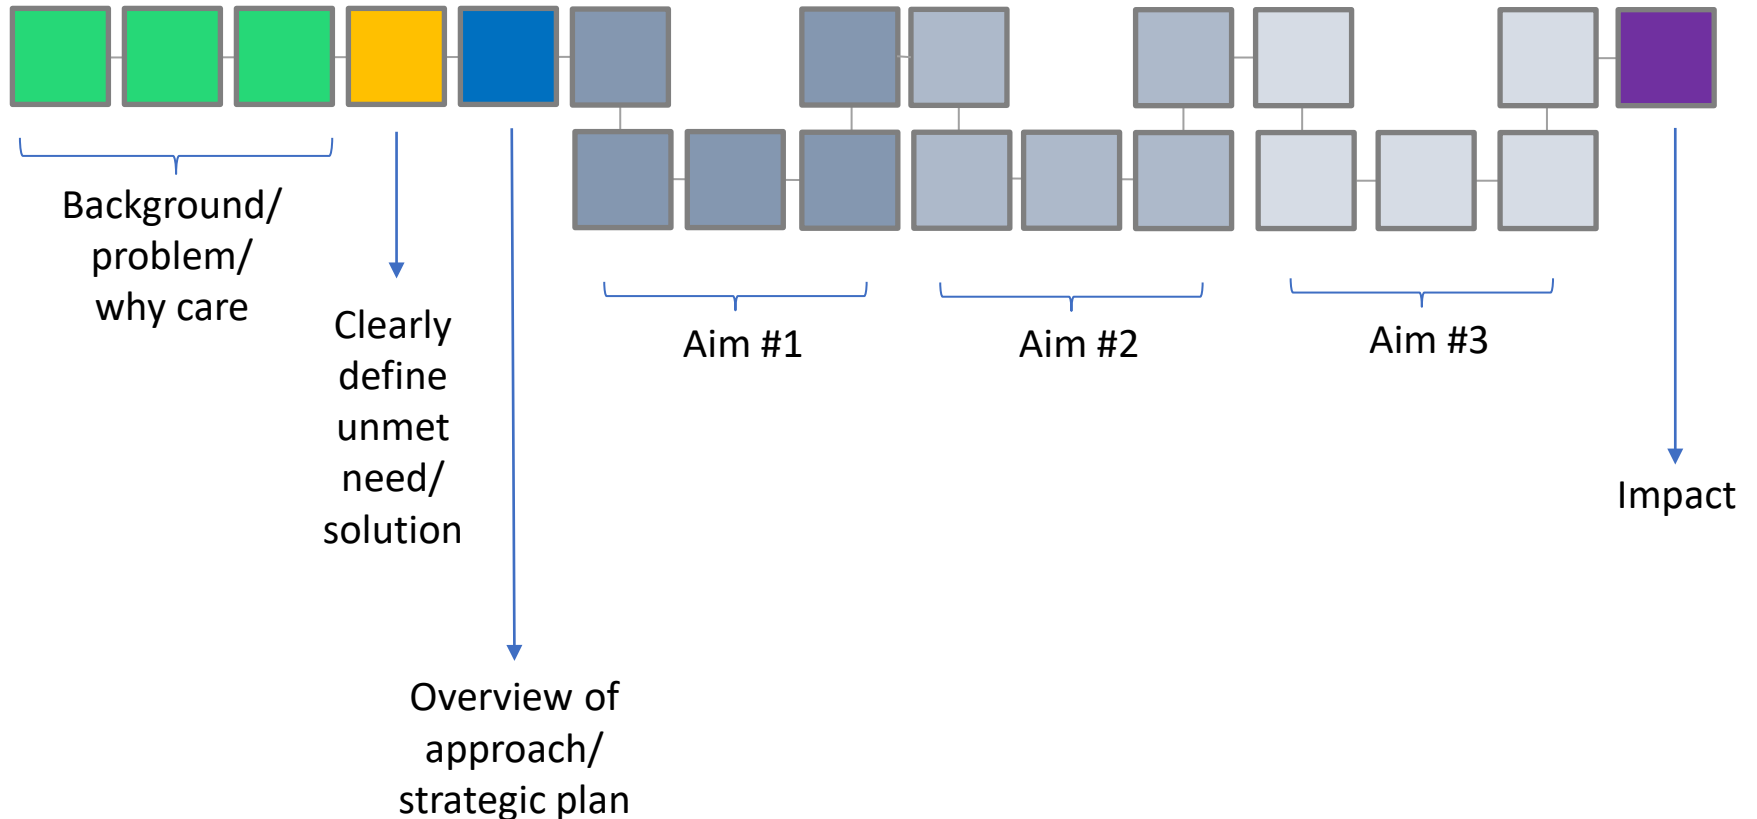 Background/
problem/
why care
Clearly
define
unmet
need/
solution
Overview of
approach/
strategic plan
Aim #1
Aim #2
Aim #3
Impact